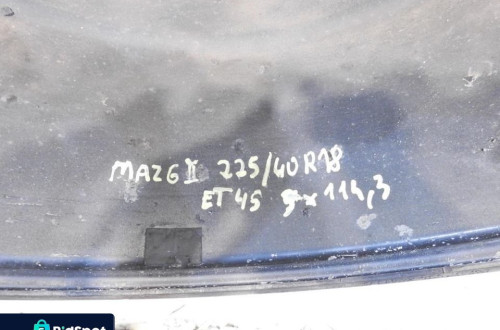 MAZ6 II 225/40R18
ET45 5x114,3
BidSpot